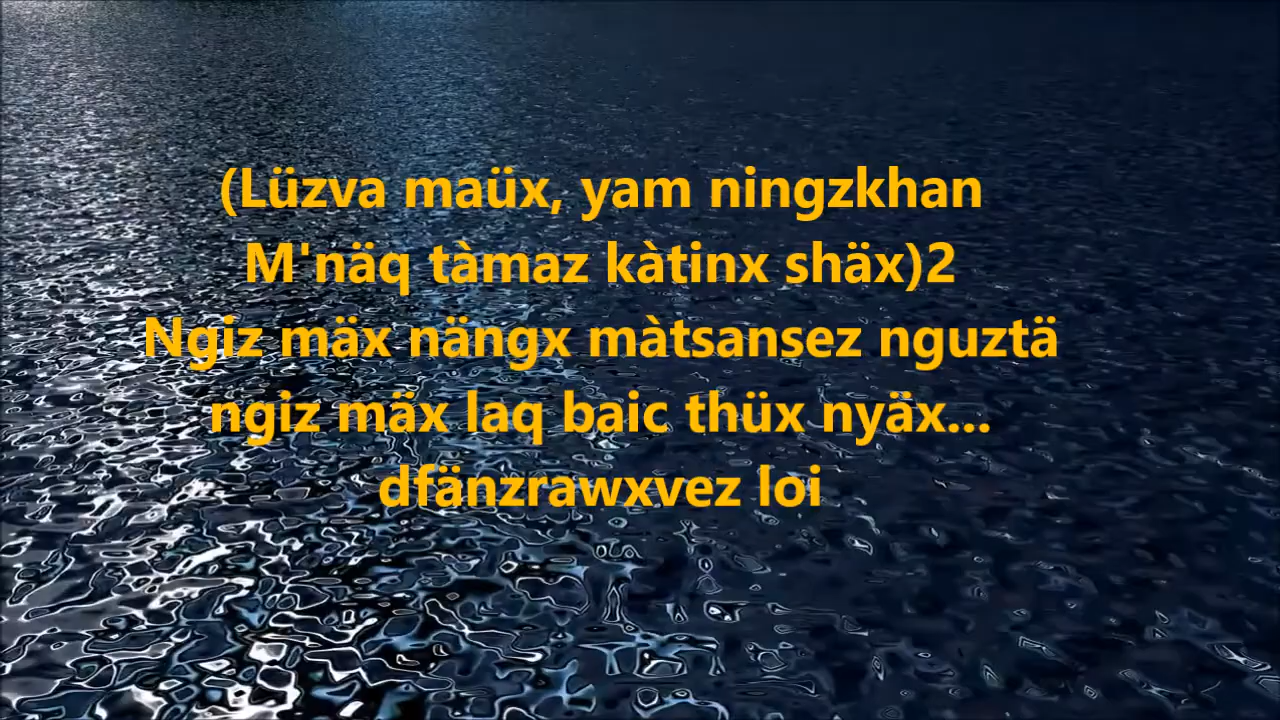 (Lüzva maüx, yam ningzkhan
M'näq tàmaz kàtinx shäx)2
Ngiz mäx nängx màtsansez nguztä
ngiz mäx laq baic thüx nyäx...
dfänzrawxvez loi